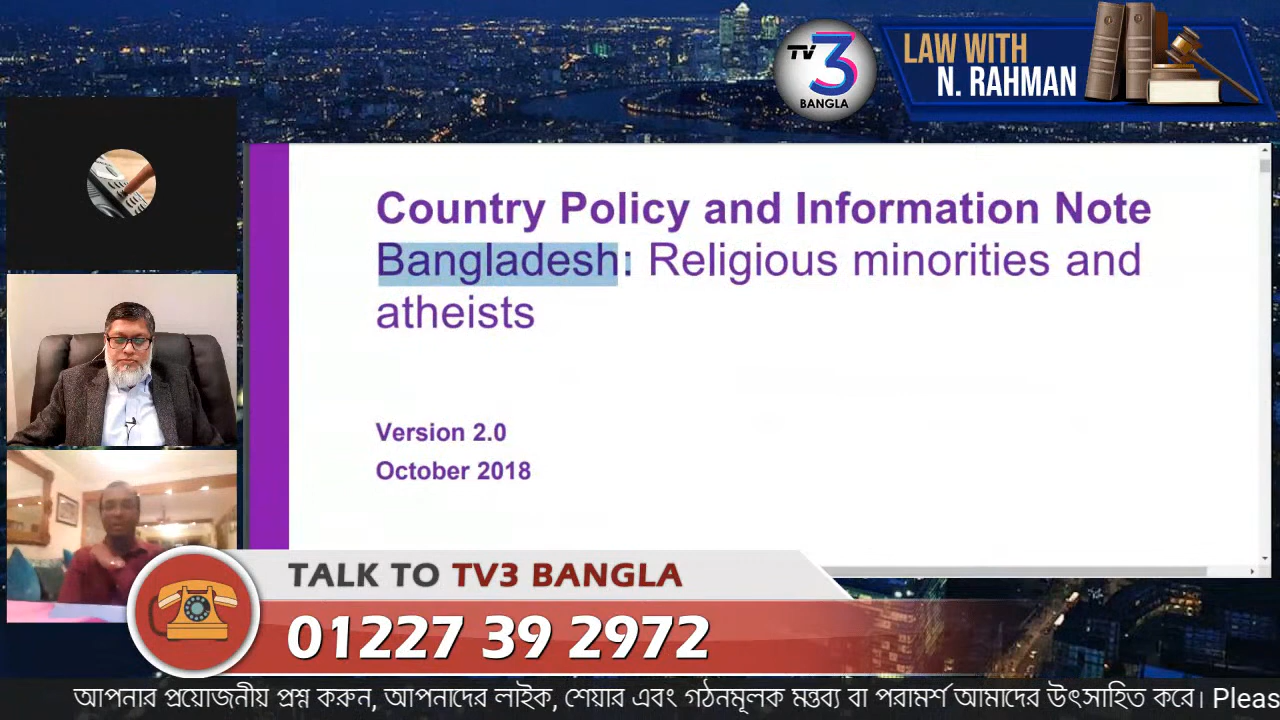 TV3
BANGLA
LAW WITH
N. RAHMAN
Country Policy and Information Note
Bangladesh: Religious minorities and
atheists
Version 2.0
October 2018
TALK TO TV3 BANGLA
01227 39 2972
আপনার প্রয়োজনীয় প্রশ্ন করুন, আপনাদের লাইক, শেয়ার এবং গঠনমূলক মন্তব্য বা পরামর্শ আমাদের উৎসাহিত করে। Pleas